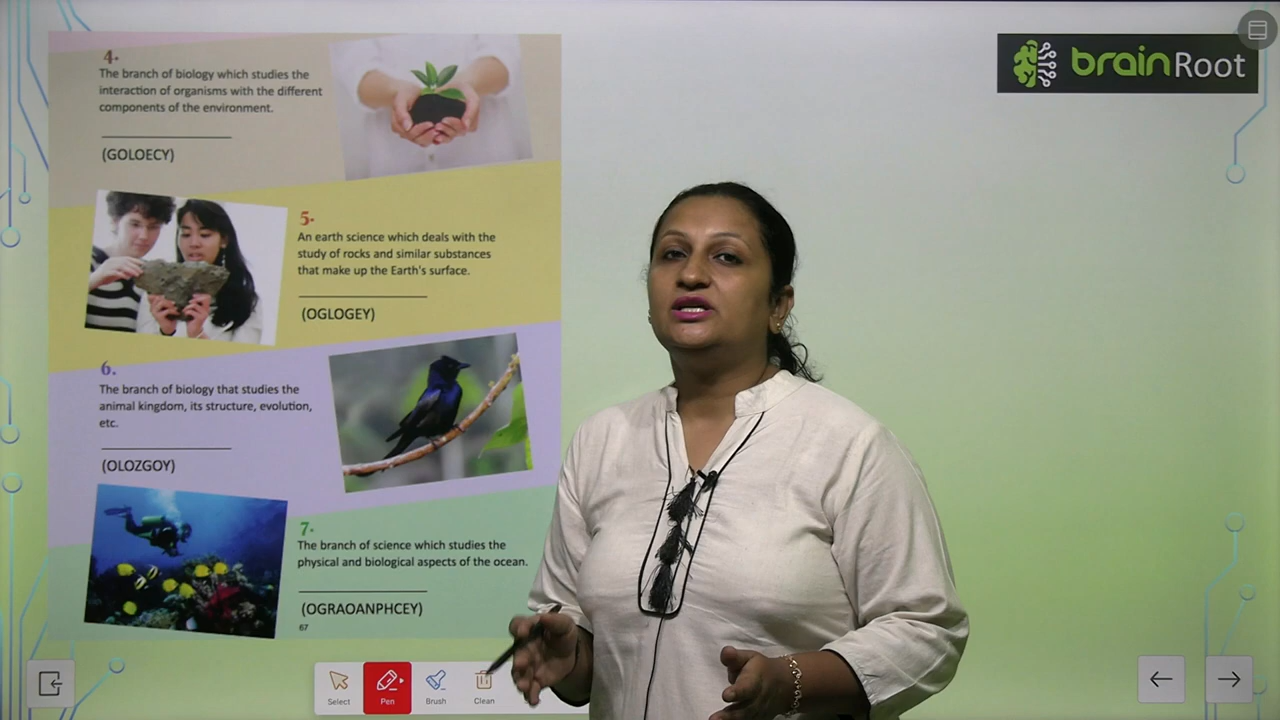 brainRoot
4.
The branch of biology which studies the
interaction of organisms with the different
components of the environment.
(GOLOECY)
5.
An earth science which deals with the
study of rocks and similar substances
that make up the Earth's surface.
(OGLOGEY)
6.
The branch of biology that studies the
animal kingdom, its structure, evolution,
etc.
(OLOZGOY)
7.
The branch of science which studies the
physical and biological aspects of the ocean.
(OGRAOANPHCEY)
67
Select
Pen
Brush
Clean